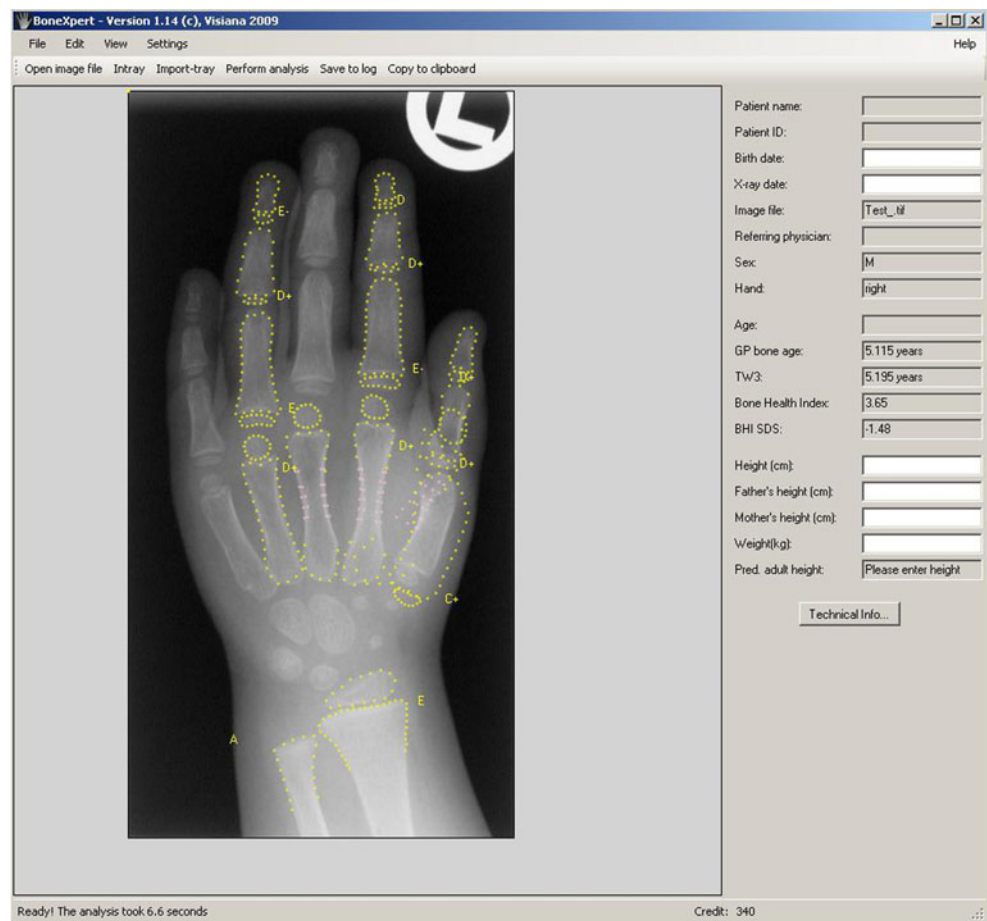 BoneXpert - Version 1.14 (c), Visiana 2009
File Edit View Settings Help
Open image file Intray Import-tray Perform analysis Save to log Copy to clipboard
L
D
E-
D+
D+
E-
E
D+
D+
D+
C+
E
A
Patient name:
Patient ID:
Birth date:
X-ray date:
Image file: Test_.tif
Referring physician:
Sex: M
Hand: right
Age:
GP bone age: 5.115 years
TW3: 5.195 years
Bone Health Index: 3.65
BHI SDS: -1.48
Height (cm):
Father's height (cm):
Mother's height (cm):
Weight(kg):
Pred. adult height: Please enter height
Technical Info...
Ready! The analysis took 6.6 seconds Credit: 340